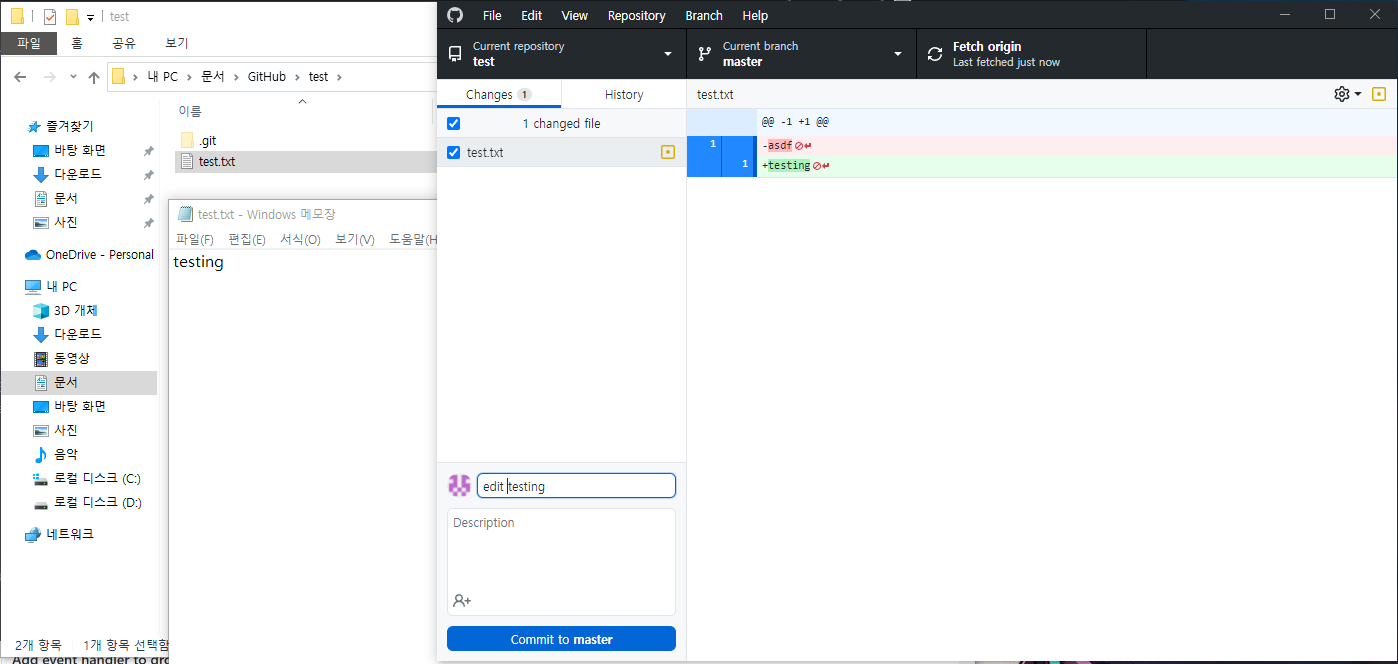 test
파일 홈 공유 보기
내 PC 문서 GitHub test
이름
즐겨찾기
바탕 화면
다운로드
문서
사진
OneDrive - Personal
내 PC
3D 개체
다운로드
동영상
문서
바탕 화면
사진
음악
로컬 디스크 (C:)
로컬 디스크 (D:)
네트워크
2개 항목 1개 항목 선택함
Add event handler to
.git
test.txt
test.txt - Windows 메모장
파일(F) 편집(E) 서식(O) 보기(V) 도움말(H
testing
File Edit View Repository Branch Help
Current repository
test
Current branch
master
Fetch origin
Last fetched just now
Changes 1 History
1 changed file
test.txt
edit testing
Description
Commit to master
test.txt
@@ -1 +1 @@
1 -asdf
1 +testing